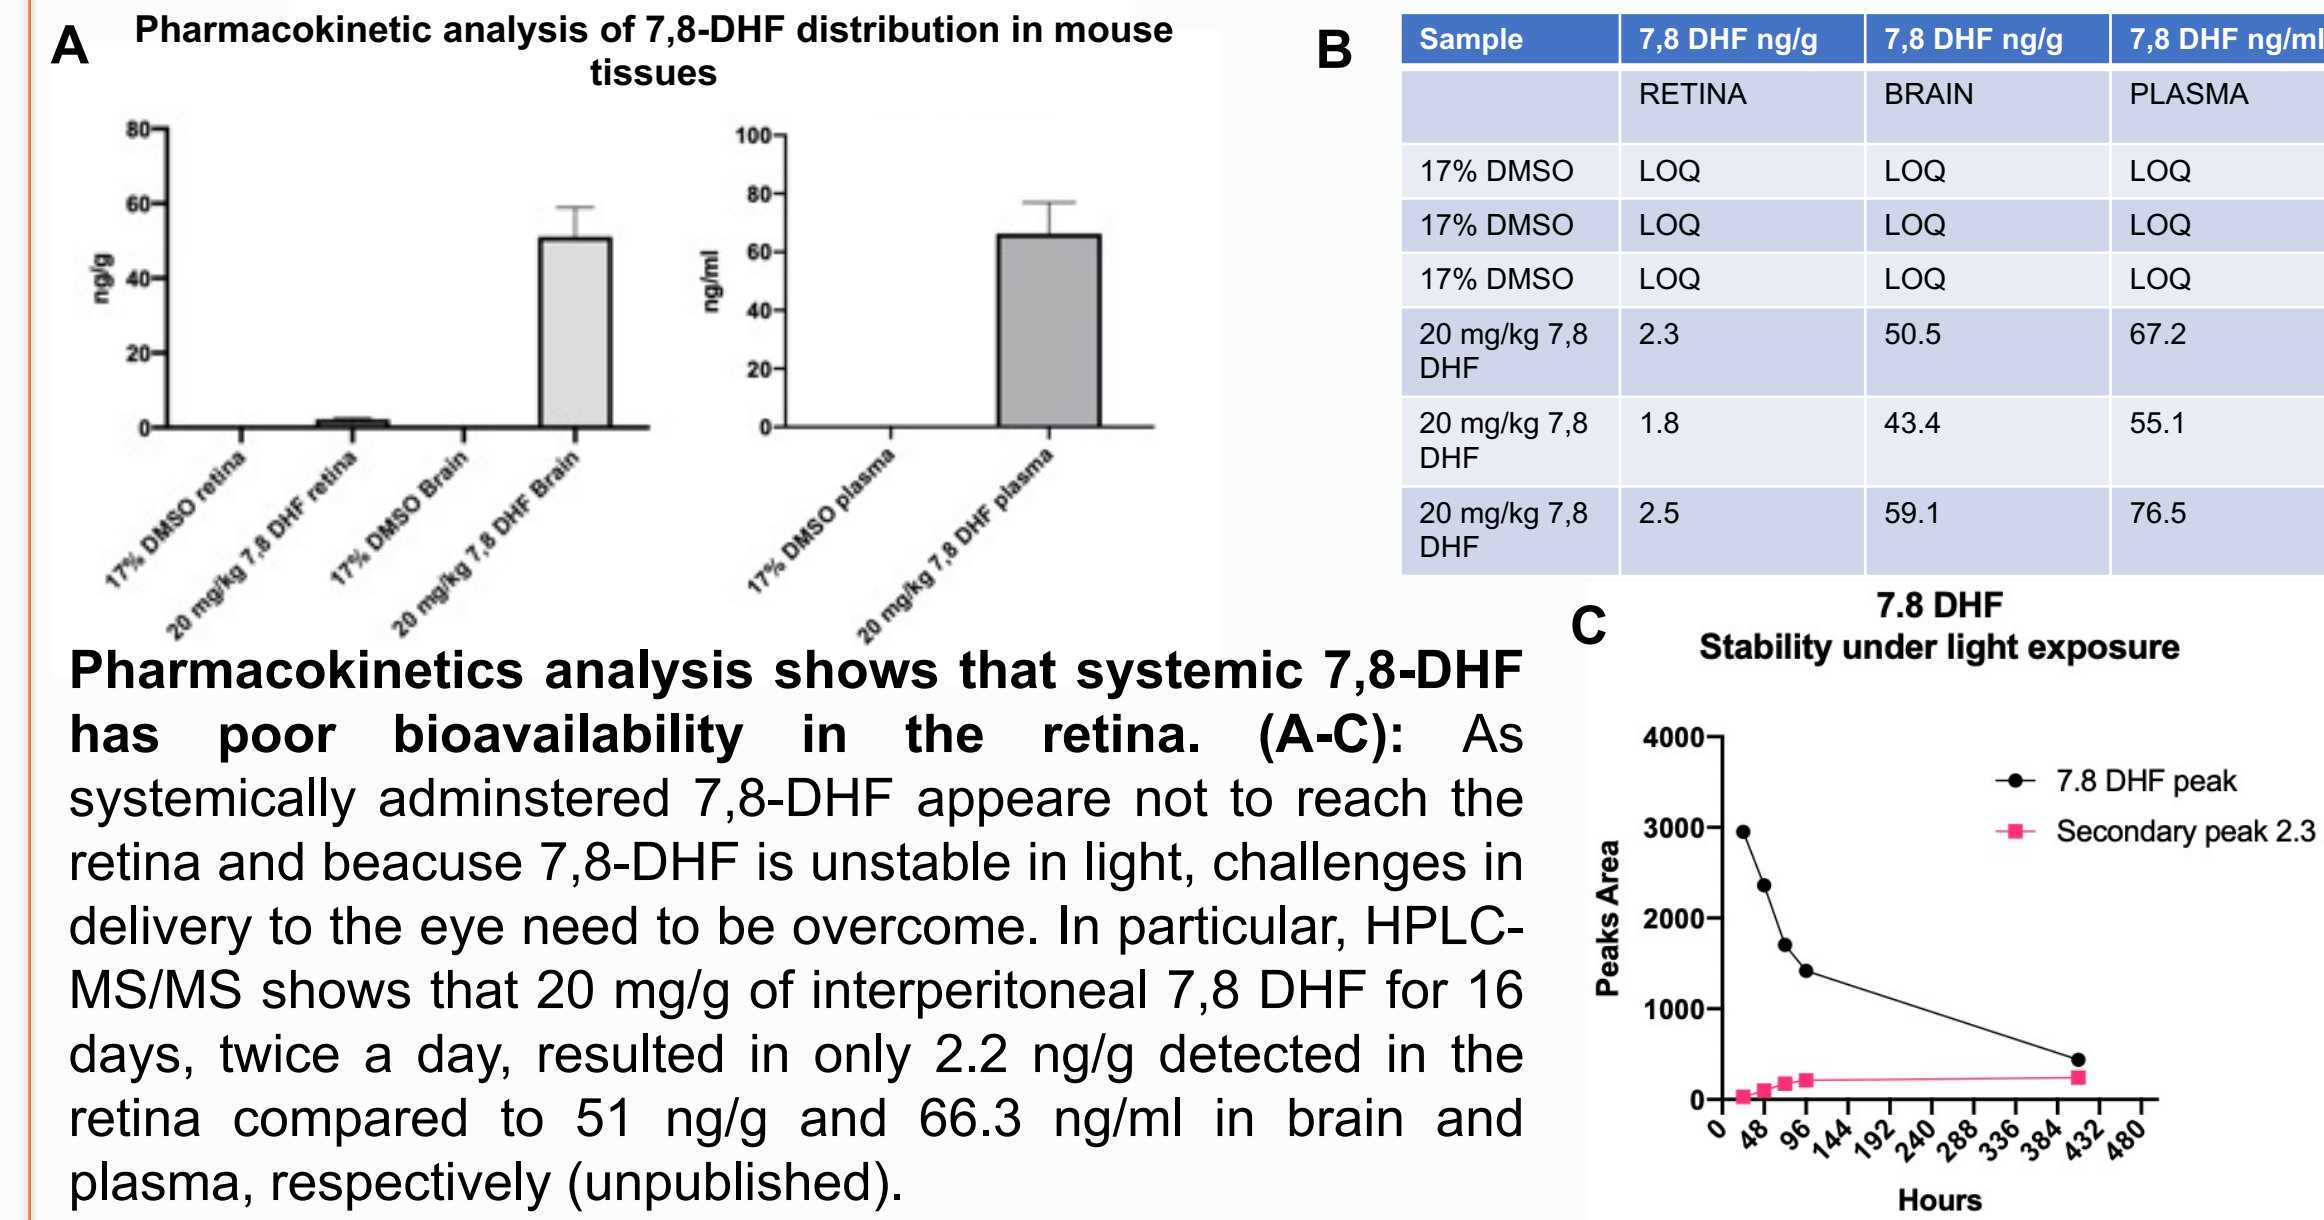 A
Pharmacokinetic analysis of 7,8-DHF distribution in mouse
tissues
80
60
40
20
0
ng/g
17% DMSO retina
20 mg/kg 7,8 DHF retina
17% DMSO Brain
20 mg/kg 7,8 DHF Brain
100
80
60
40
20
0
ng/ml
17% DMSO plasma
20 mg/kg 7,8 DHF plasma
B
Sample 7,8 DHF ng/g 7,8 DHF ng/g 7,8 DHF ng/ml
RETINA BRAIN PLASMA
17% DMSO LOQ LOQ LOQ
17% DMSO LOQ LOQ LOQ
17% DMSO LOQ LOQ LOQ
20 mg/kg 7,8 2.3 50.5 67.2
DHF
20 mg/kg 7,8 1.8 43.4 55.1
DHF
20 mg/kg 7,8 2.5 59.1 76.5
DHF
Pharmacokinetics analysis shows that systemic 7,8-DHF
has poor bioavailability in the retina. (A-C): As
systemically adminstered 7,8-DHF appeare not to reach the
retina and beacuse 7,8-DHF is unstable in light, challenges in
delivery to the eye need to be overcome. In particular, HPLC-
MS/MS shows that 20 mg/g of interperitoneal 7,8 DHF for 16
days, twice a day, resulted in only 2.2 ng/g detected in the
retina compared to 51 ng/g and 66.3 ng/ml in brain and
plasma, respectively (unpublished).
C
7.8 DHF
Stability under light exposure
4000
3000
2000
1000
0
Peaks Area
7.8 DHF peak
Secondary peak 2.3
0 48 96 144 192 240 288 336 384 432 480
Hours